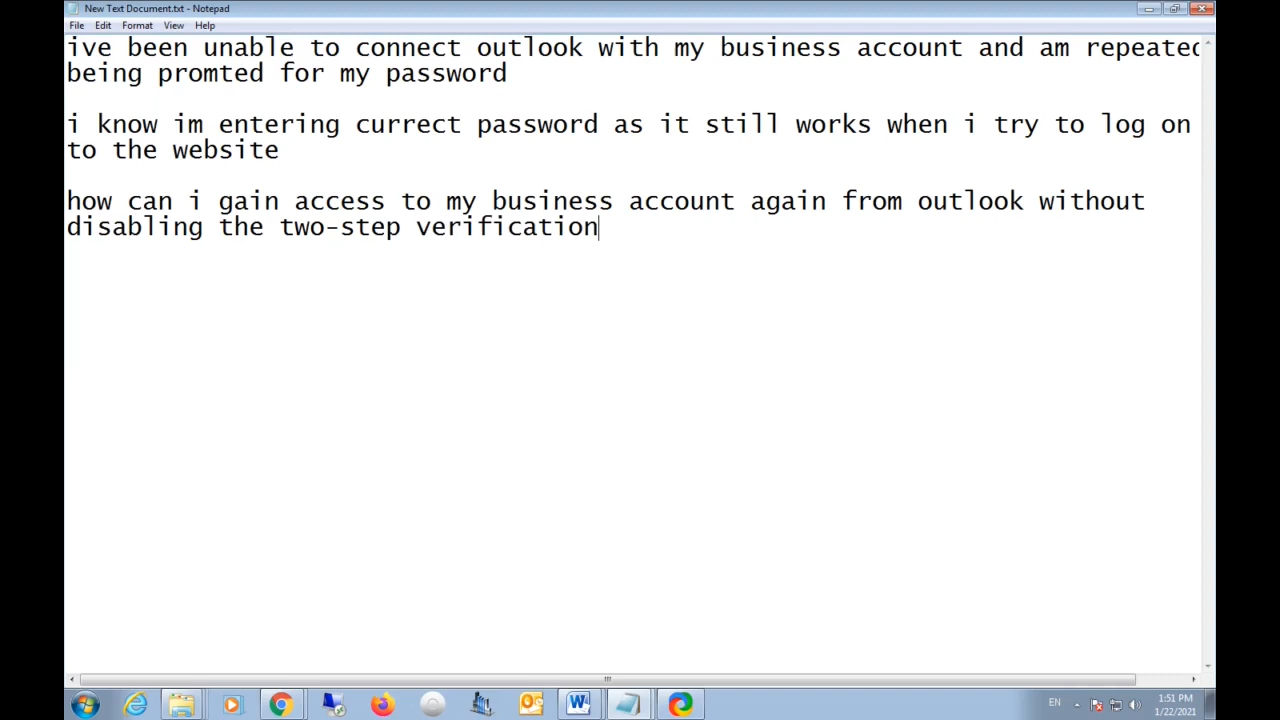 New Text Document.txt - Notepad
File Edit Format View Help
ive been unable to connect outlook with my business account and am repeated
being promted for my password
i know im entering currect password as it still works when i try to log on
to the website
how can i gain access to my business account again from outlook without
disabling the two-step verification
EN
1:51 PM
1/22/2021